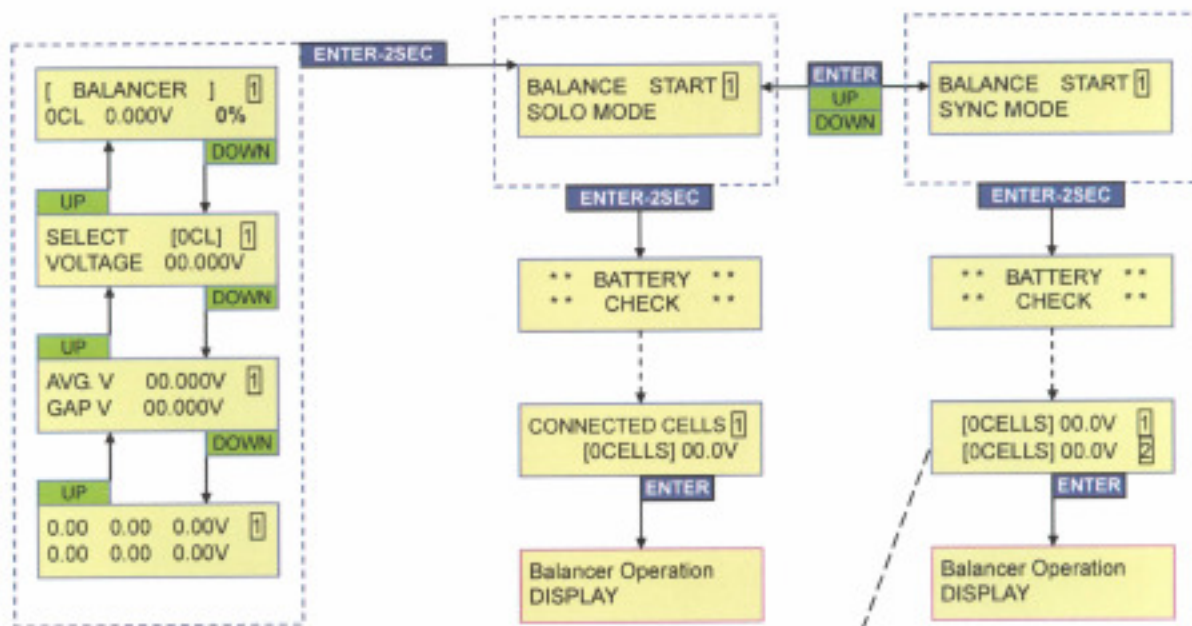 [ BALANCER ] 1
0CL 0.000V 0%
DOWN
UP
SELECT [0CL] 1
VOLTAGE 00.000V
DOWN
UP
AVG. V 00.000V 1
GAP V 00.000V
DOWN
UP
0.00 0.00 0.00V 1
0.00 0.00 0.00V
ENTER-2SEC
BALANCE START 1
SOLO MODE
ENTER
UP
DOWN
BALANCE START 1
SYNC MODE
ENTER-2SEC
** BATTERY **
** CHECK **
CONNECTED CELLS 1
[0CELLS] 00.0V
ENTER
Balancer Operation
DISPLAY
ENTER-2SEC
** BATTERY **
** CHECK **
[0CELLS] 00.0V 1
[0CELLS] 00.0V 2
ENTER
Balancer Operation
DISPLAY